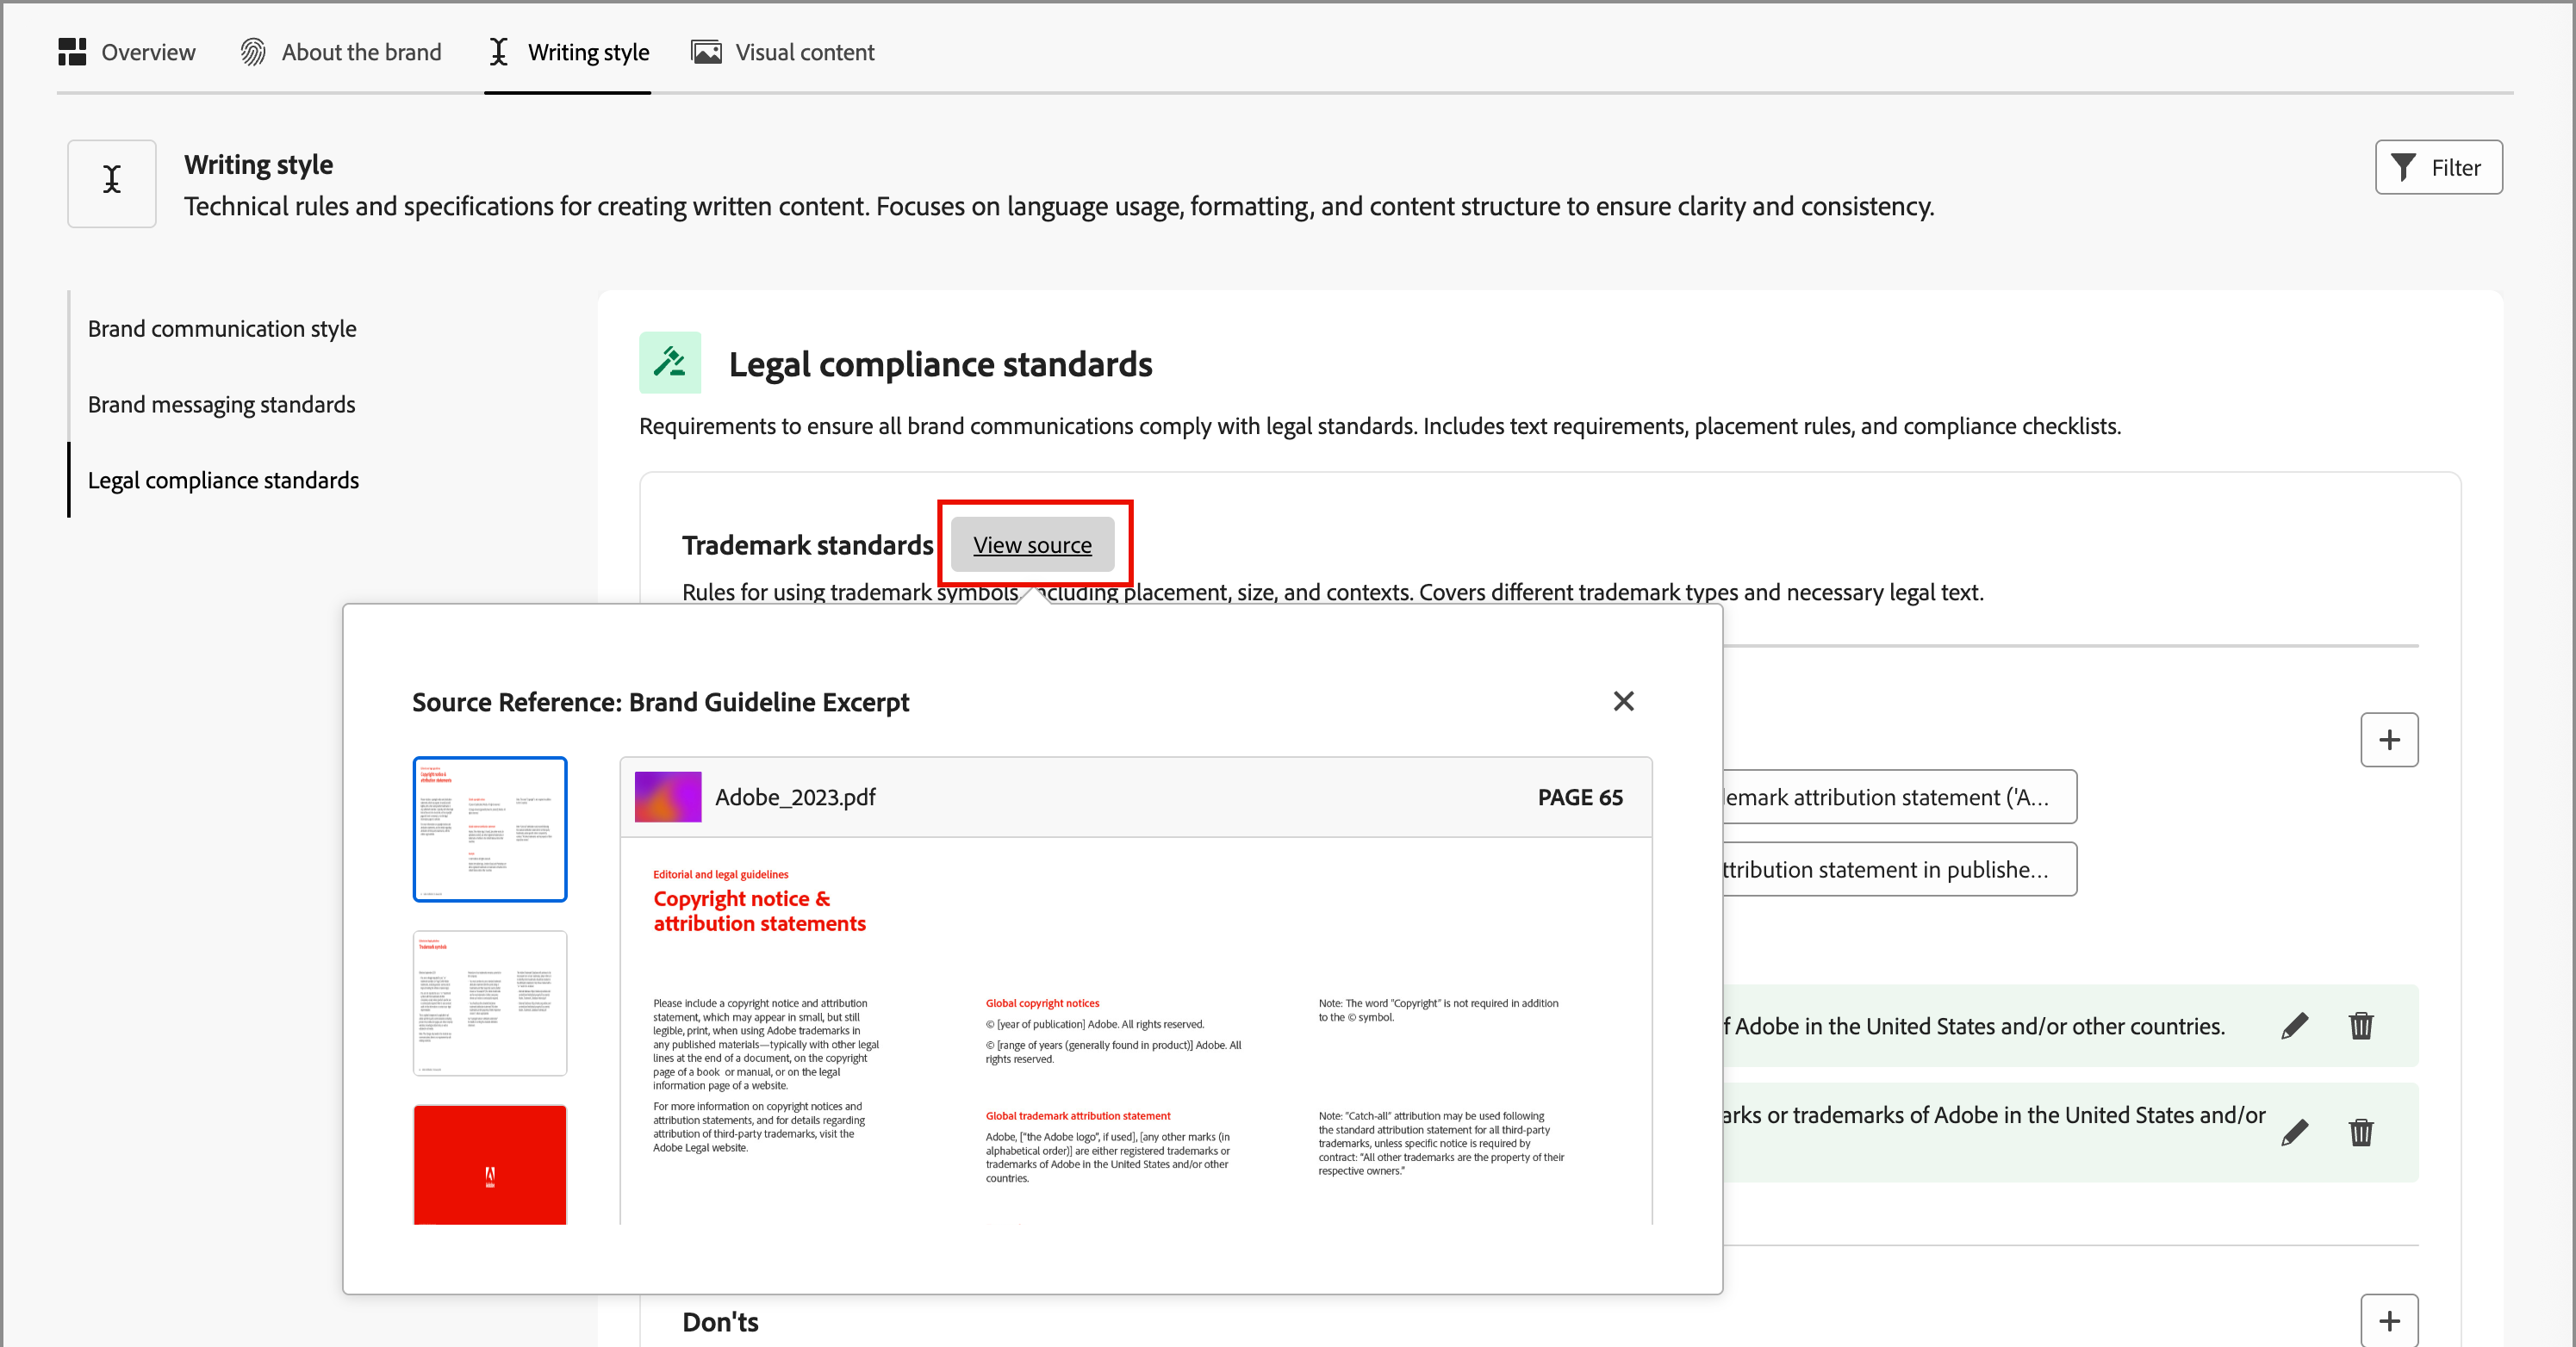 Overview
About the brand
Writing style
Visual content
Writing style
Technical rules and specifications for creating written content. Focuses on language usage, formatting, and content structure to ensure clarity and consistency.
Filter
Brand communication style
Brand messaging standards
Legal compliance standards
Legal compliance standards
Requirements to ensure all brand communications comply with legal standards. Includes text requirements, placement rules, and compliance checklists.
Trademark standards
View source
Rules for using trademark symbols, including placement, size, and contexts. Covers different trademark types and necessary legal text.
Source Reference: Brand Guideline Excerpt
Adobe_2023.pdf
PAGE 65
Editorial and legal guidelines
Copyright notice &
attribution statements
Please include a copyright notice and attribution
statement, which may appear in small, but still
legible, print, when using Adobe trademarks in
any published materials—typically with other legal
lines at the end of a document, on the copyright
page of a book or manual, or on the legal
information page of a website.
For more information on copyright notices and
attribution statements, and for details regarding
attribution of third-party trademarks, visit the
Adobe Legal website.
Global copyright notices
© [year of publication] Adobe. All rights reserved.
© [range of years (generally found in product)] Adobe. All
rights reserved.
Global trademark attribution statement
Adobe, ["the Adobe logo", if used], [any other marks (in
alphabetical order)] are either registered trademarks or
trademarks of Adobe in the United States and/or other
countries.
Note: The word "Copyright" is not required in addition
to the © symbol.
Note: "Catch-all" attribution may be used following
the standard attribution statement for all third-party
trademarks, unless specific notice is required by
contract: "All other trademarks are the property of their
respective owners."
emark attribution statement ('A...
ttribution statement in publishe...
f Adobe in the United States and/or other countries.
arks or trademarks of Adobe in the United States and/or
Don'ts